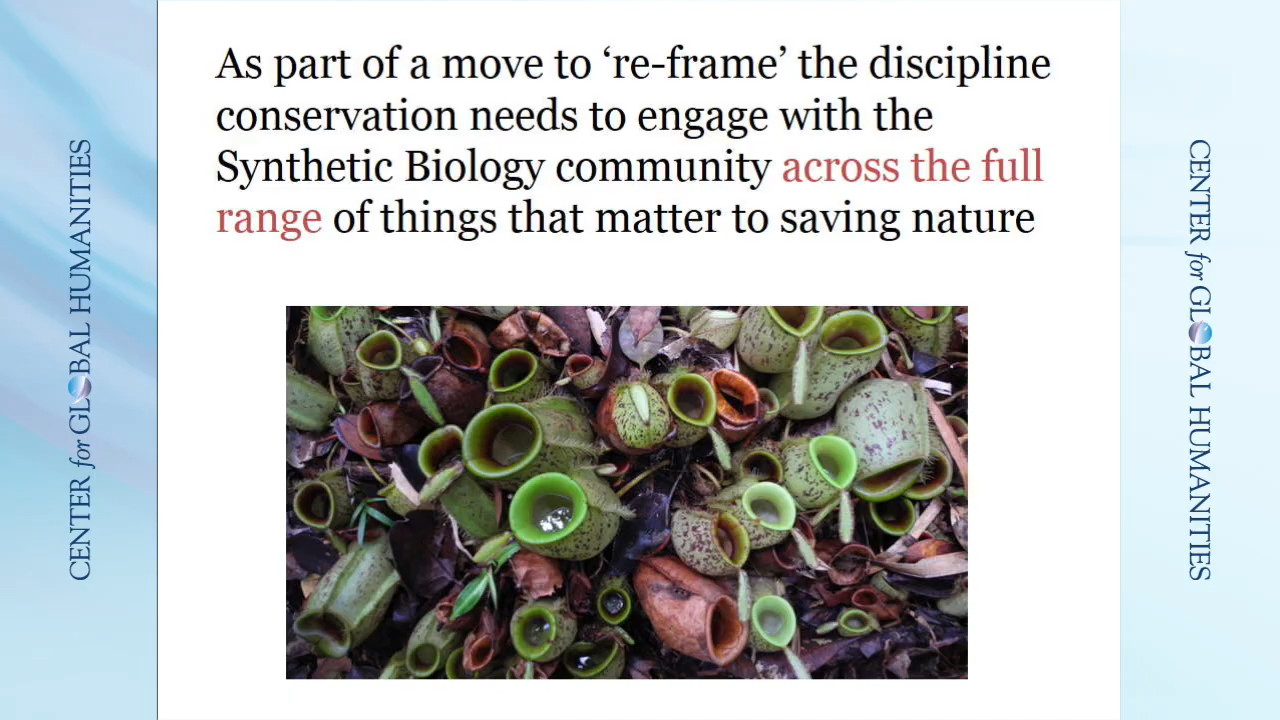 As part of a move to ‘re-frame’ the discipline
conservation needs to engage with the
Synthetic Biology community across the full
range of things that matter to saving nature
CENTER for GLOBAL HUMANITIES
CENTER for GLOBAL HUMANITIES